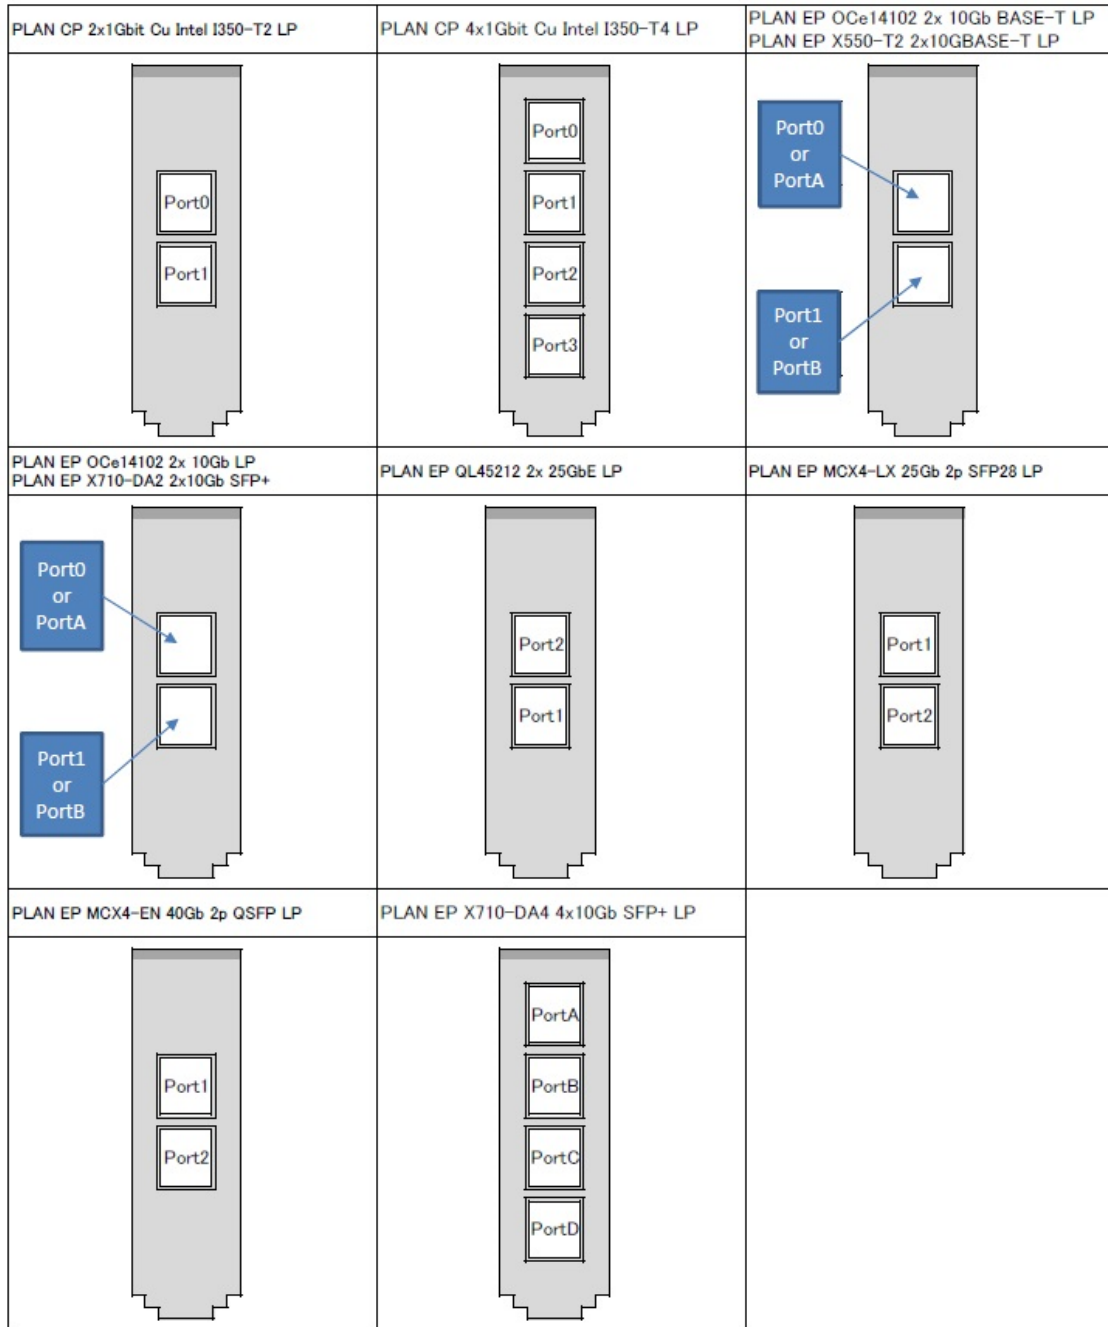 PLAN CP 2x1Gbit Cu Intel I350-T2 LP
PLAN CP 4x1Gbit Cu Intel I350-T4 LP
PLAN EP OCe14102 2x 10Gb BASE-T LP
PLAN EP X550-T2 2x10GBASE-T LP
Port0
Port1
Port0
Port1
Port2
Port3
Port0
or
PortA
Port1
or
PortB
PLAN EP OCe14102 2x 10Gb LP
PLAN EP X710-DA2 2x10Gb SFP+
PLAN EP QL45212 2x 25GbE LP
PLAN EP MCX4-LX 25Gb 2p SFP28 LP
Port0
or
PortA
Port1
or
PortB
Port2
Port1
Port1
Port2
PLAN EP MCX4-EN 40Gb 2p QSFP LP
PLAN EP X710-DA4 4x10Gb SFP+ LP
Port1
Port2
PortA
PortB
PortC
PortD